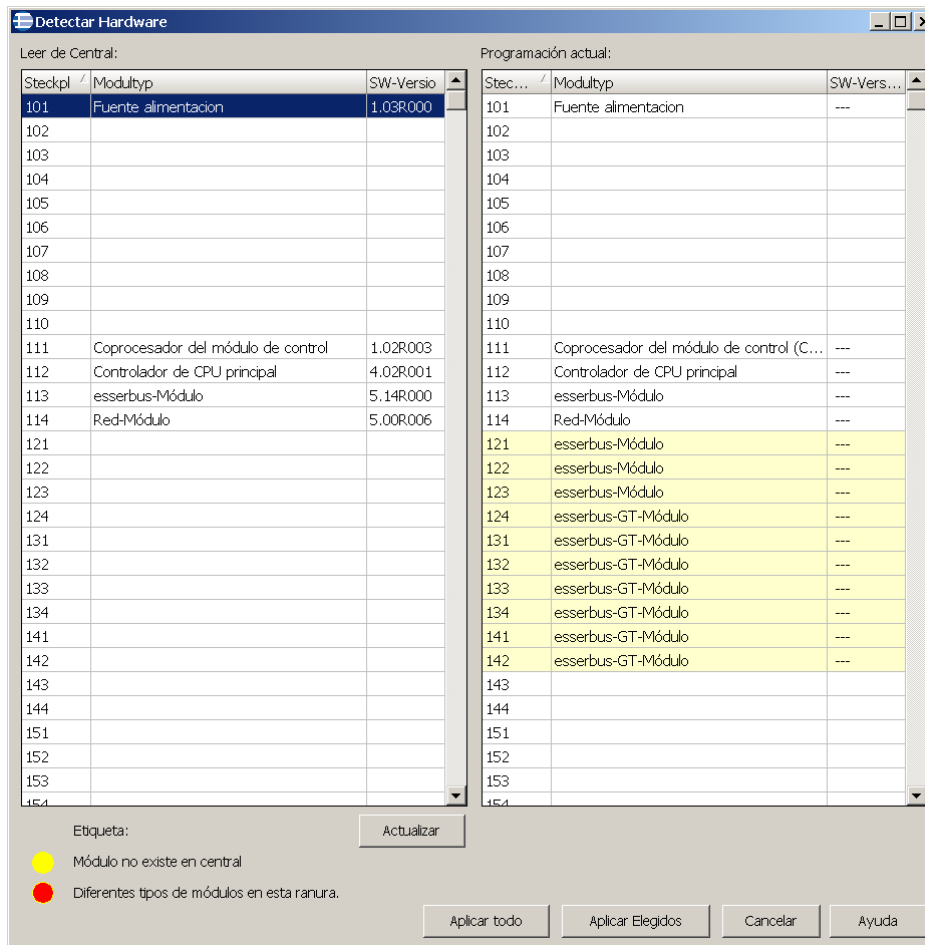 Detectar Hardware
Leer de Central:
Steckpl Modultyp SW-Versio
101 Fuente alimentacion 1.03R000
102
103
104
105
106
107
108
109
110
111 Coprocesador del módulo de control 1.02R003
112 Controlador de CPU principal 4.02R001
113 esserbus-Módulo 5.14R000
114 Red-Módulo 5.00R006
121
122
123
124
131
132
133
134
141
142
143
144
151
152
153
154
Programación actual:
Stec... Modultyp SW-Vers...
101 Fuente alimentacion ---
102
103
104
105
106
107
108
109
110
111 Coprocesador del módulo de control (C... ---
112 Controlador de CPU principal ---
113 esserbus-Módulo ---
114 Red-Módulo ---
121 esserbus-Módulo ---
122 esserbus-Módulo ---
123 esserbus-Módulo ---
124 esserbus-GT-Módulo ---
131 esserbus-GT-Módulo ---
132 esserbus-GT-Módulo ---
133 esserbus-GT-Módulo ---
134 esserbus-GT-Módulo ---
141 esserbus-GT-Módulo ---
142 esserbus-GT-Módulo ---
143
144
151
152
153
154
Etiqueta:
Actualizar
Módulo no existe en central
Diferentes tipos de módulos en esta ranura.
Aplicar todo Aplicar Elegidos Cancelar Ayuda